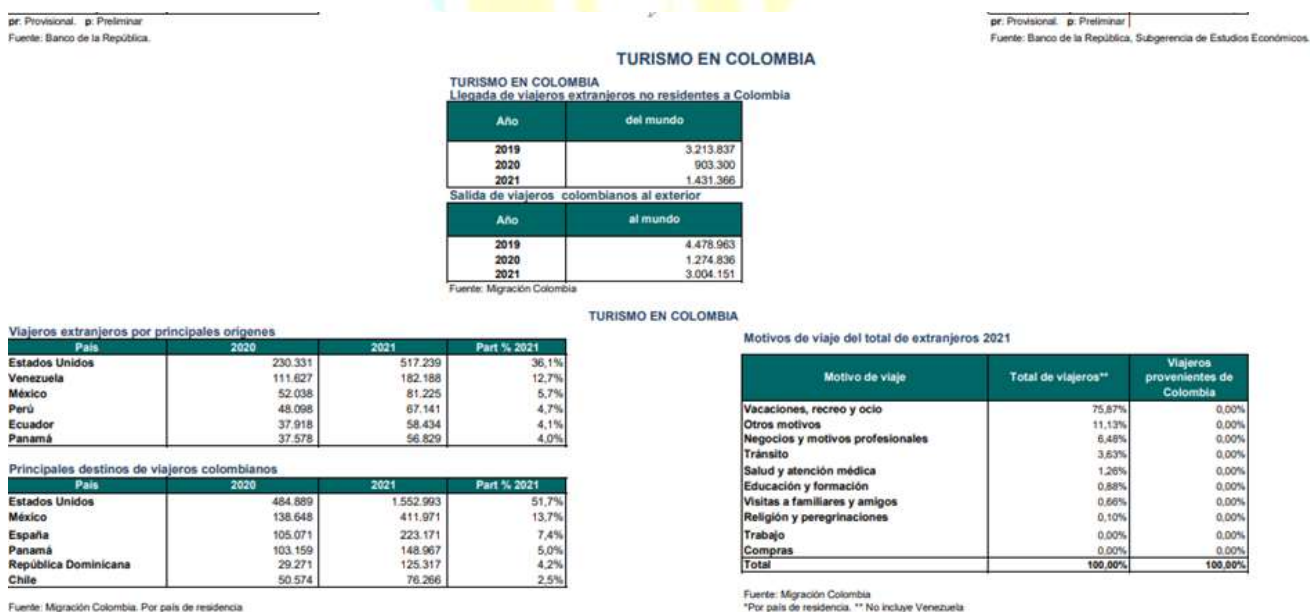 pr: Provisional. p: Preliminar
Fuente: Banco de la República.
pr: Provisional. p: Preliminar
Fuente: Banco de la República, Subgerencia de Estudios Económicos.
TURISMO EN COLOMBIA
TURISMO EN COLOMBIA
Llegada de viajeros extranjeros no residentes a Colombia
Año del mundo
2019 3.213.837
2020 903.300
2021 1.431.366
Salida de viajeros colombianos al exterior
Año al mundo
2019 4.478.963
2020 1.274.836
2021 3.004.151
Fuente: Migración Colombia
TURISMO EN COLOMBIA
Viajeros extranjeros por principales orígenes
País 2020 2021 Part % 2021
Estados Unidos 230.331 517.239 36,1%
Venezuela 111.627 182.188 12,7%
México 52.038 81.225 5,7%
Perú 48.098 67.141 4,7%
Ecuador 37.918 58.434 4,1%
Panamá 37.578 56.829 4,0%
Principales destinos de viajeros colombianos
País 2020 2021 Part % 2021
Estados Unidos 484.889 1.552.993 51,7%
México 138.648 411.971 13,7%
España 105.071 223.171 7,4%
Panamá 103.159 148.967 5,0%
República Dominicana 29.271 125.317 4,2%
Chile 50.574 76.266 2,5%
Fuente: Migración Colombia. Por país de residencia
Motivos de viaje del total de extranjeros 2021
Motivo de viaje Total de viajeros** Viajeros provenientes de Colombia
Vacaciones, recreo y ocio 75,87% 0,00%
Otros motivos 11,13% 0,00%
Negocios y motivos profesionales 6,48% 0,00%
Tránsito 3,63% 0,00%
Salud y atención médica 1,26% 0,00%
Educación y formación 0,88% 0,00%
Visitas a familiares y amigos 0,66% 0,00%
Religión y peregrinaciones 0,10% 0,00%
Trabajo 0,00% 0,00%
Compras 0,00% 0,00%
Total 100,00% 100,00%
Fuente: Migración Colombia
*Por país de residencia. ** No incluye Venezuela